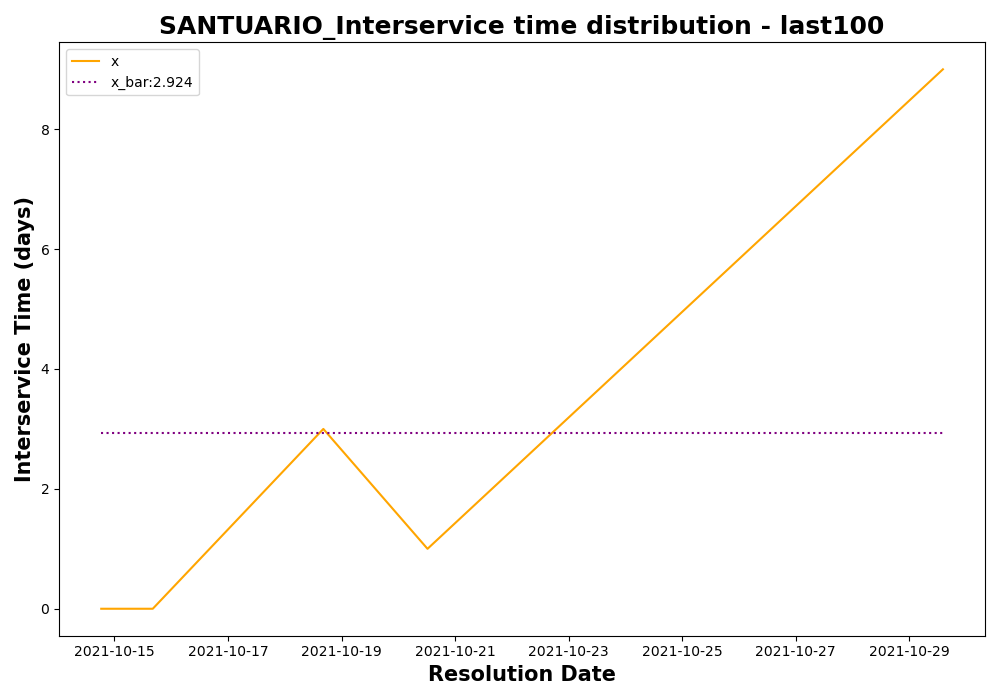 SANTUARIO_Interservice time distribution - last100
x
x_bar:2.924
Interservice Time (days)
8
6
4
2
0
2021-10-15 2021-10-17 2021-10-19 2021-10-21 2021-10-23 2021-10-25 2021-10-27 2021-10-29
Resolution Date